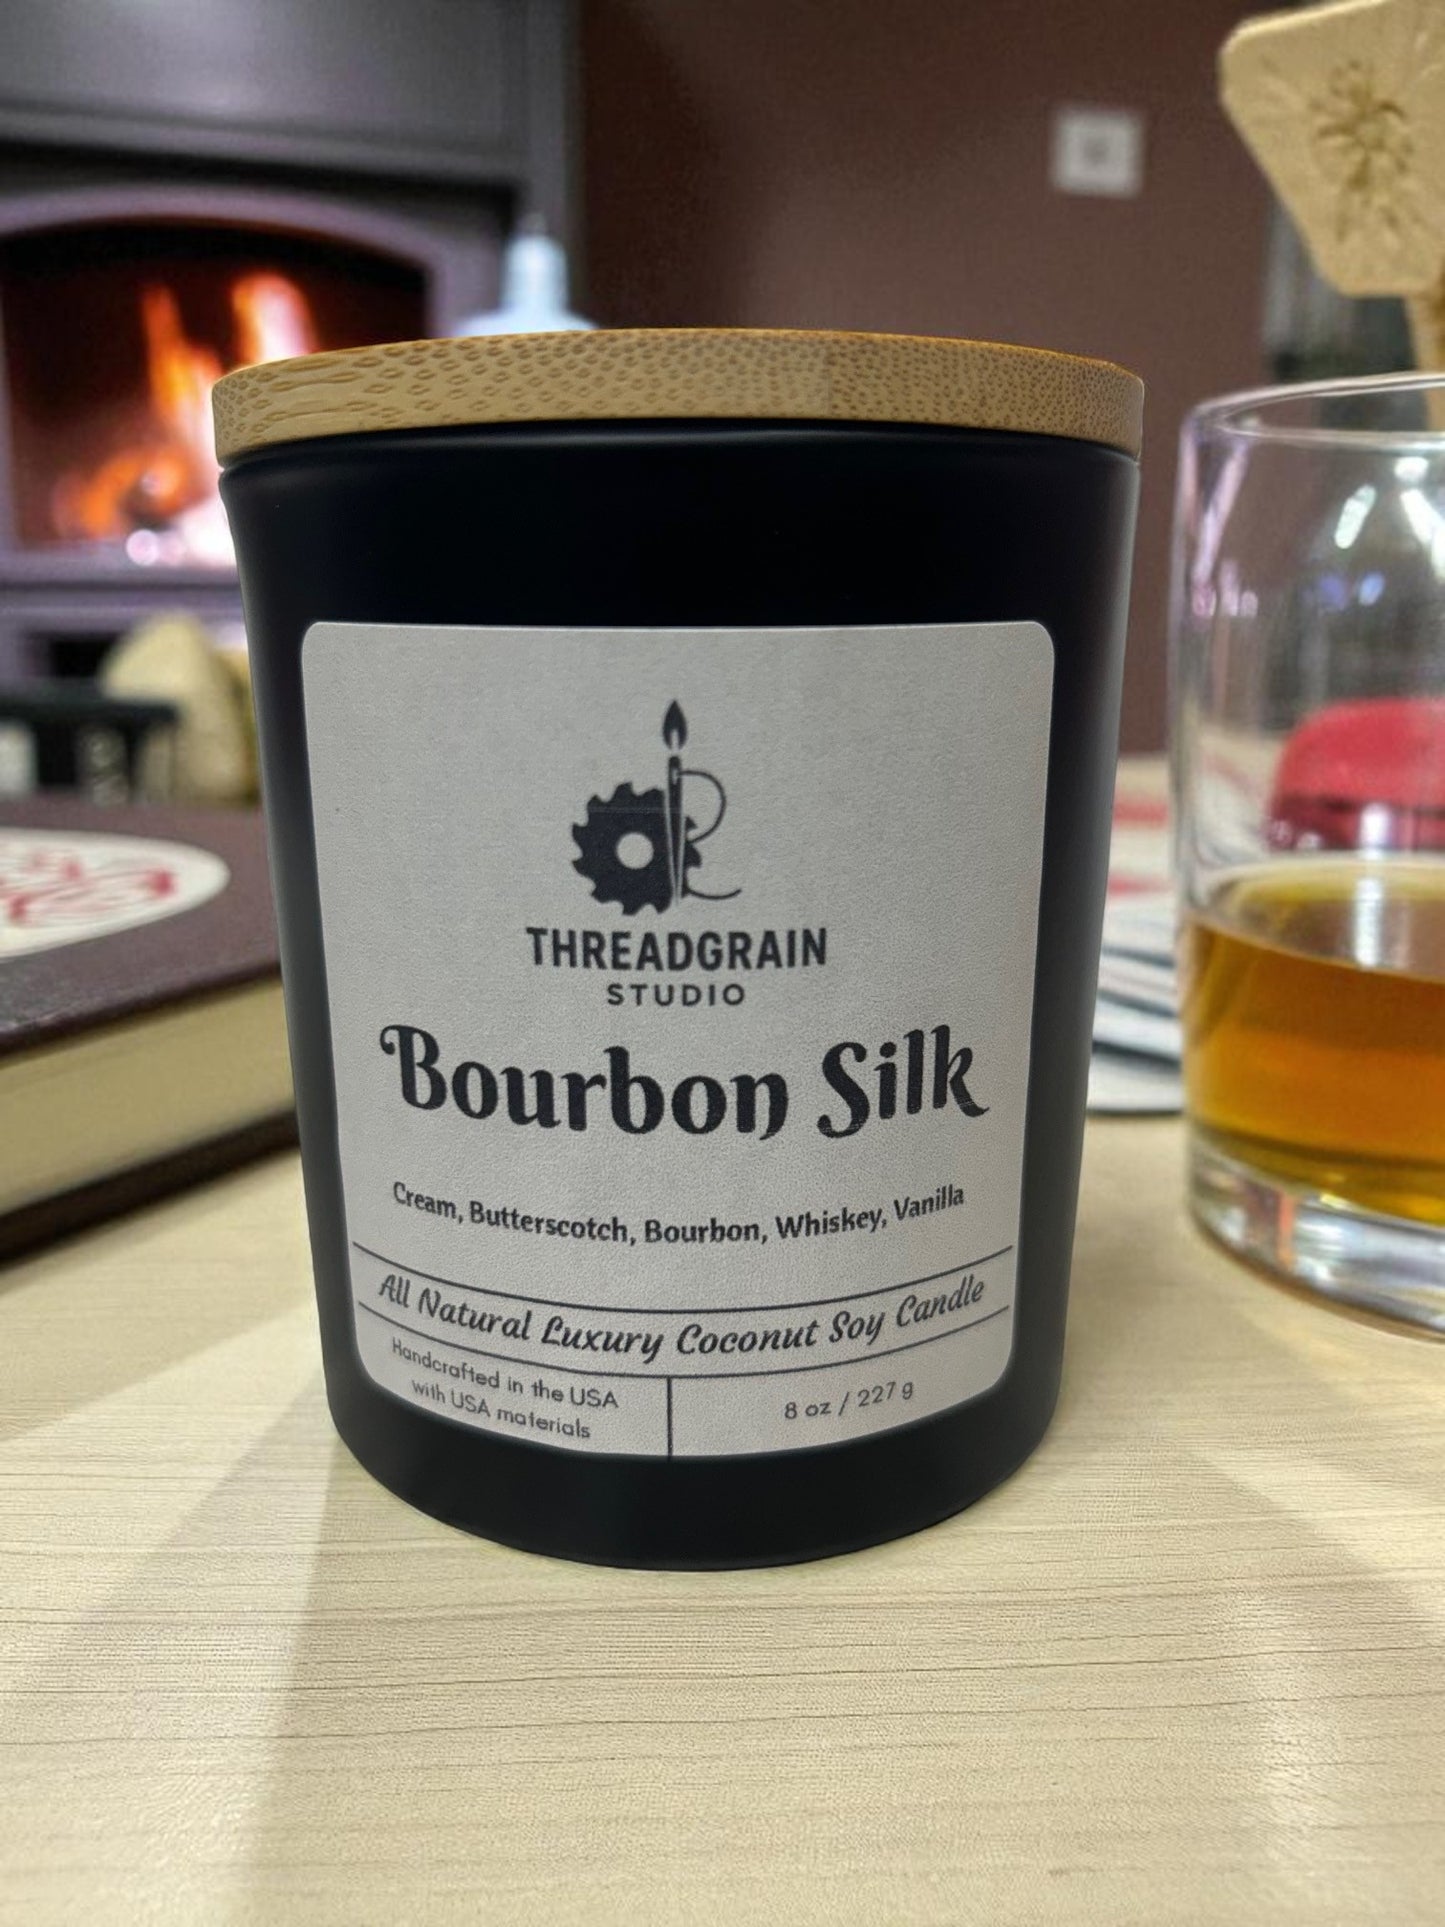 THREADGRAIN
STUDIO
Bourbon Silk
Cream, Butterscotch, Bourbon, Whiskey, Vanilla
All Natural Luxury Coconut Soy Candle
Handcrafted in the USA
with USA materials
8 oz / 227 g